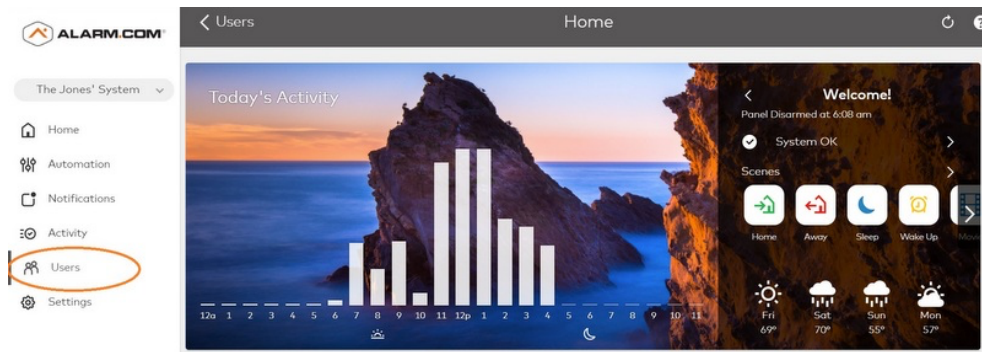 ALARM.COM
Users
Home
The Jones' System
Home
Automation
Notifications
Activity
Users
Settings
Today's Activity
12a 1 2 3 4 5 6 7 8 9 10 11 12p 1 2 3 4 5 6 7 8 9 10 11
Welcome!
Panel Disarmed at 6:08 am
System OK
Scenes
Home Away Sleep Wake Up Movie
Fri Sat Sun Mon
69° 70° 55° 57°